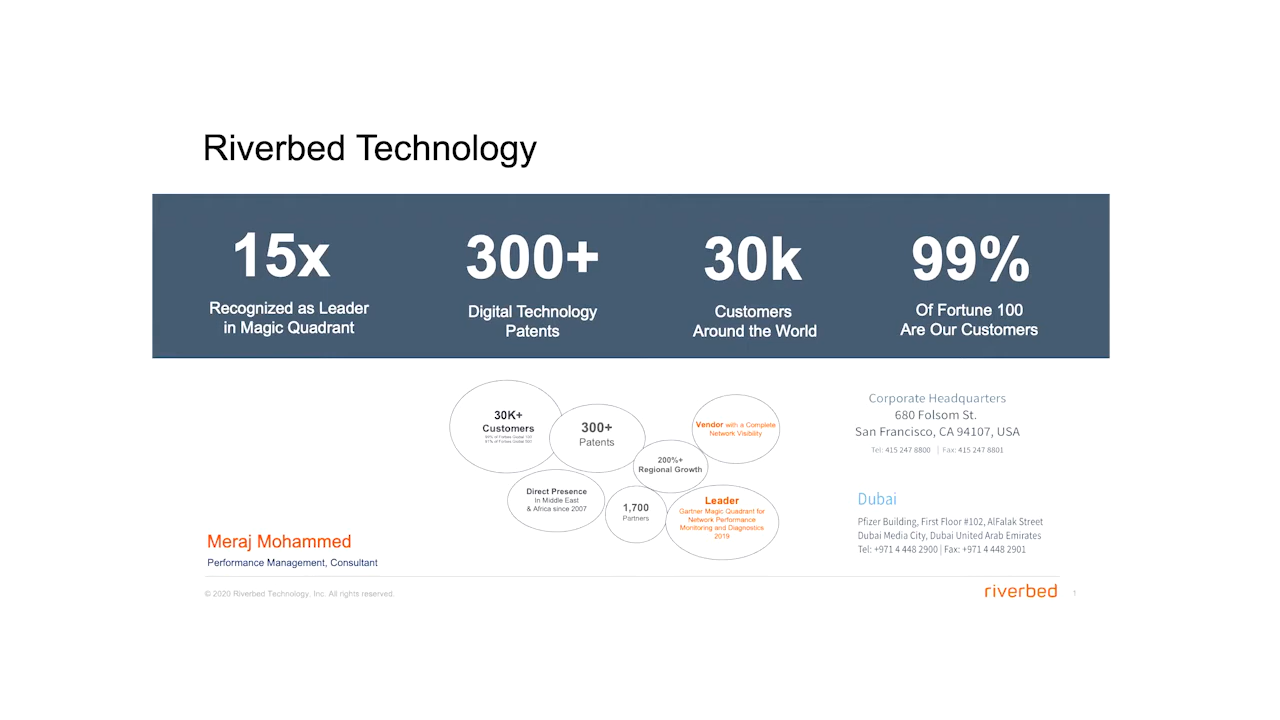 Riverbed Technology
15x
Recognized as Leader
in Magic Quadrant
300+
Digital Technology
Patents
30k
Customers
Around the World
99%
Of Fortune 100
Are Our Customers
30K+
Customers
300+
Patents
Vendor with a Complete
Network Visibility
200%+
Regional Growth
Direct Presence
In Middle East
& Africa since 2007
1,700
Partners
Leader
Gartner Magic Quadrant for
Network Performance
Monitoring and Diagnostics
2019
Corporate Headquarters
680 Folsom St.
San Francisco, CA 94107, USA
Tel: 415 247 8800 | Fax: 415 247 8801
Dubai
Pfizer Building, First Floor #102, AlFalak Street
Dubai Media City, Dubai United Arab Emirates
Tel: +971 4 448 2900 | Fax: +971 4 448 2901
Meraj Mohammed
Performance Management, Consultant
© 2020 Riverbed Technology, Inc. All rights reserved.
riverbed
1